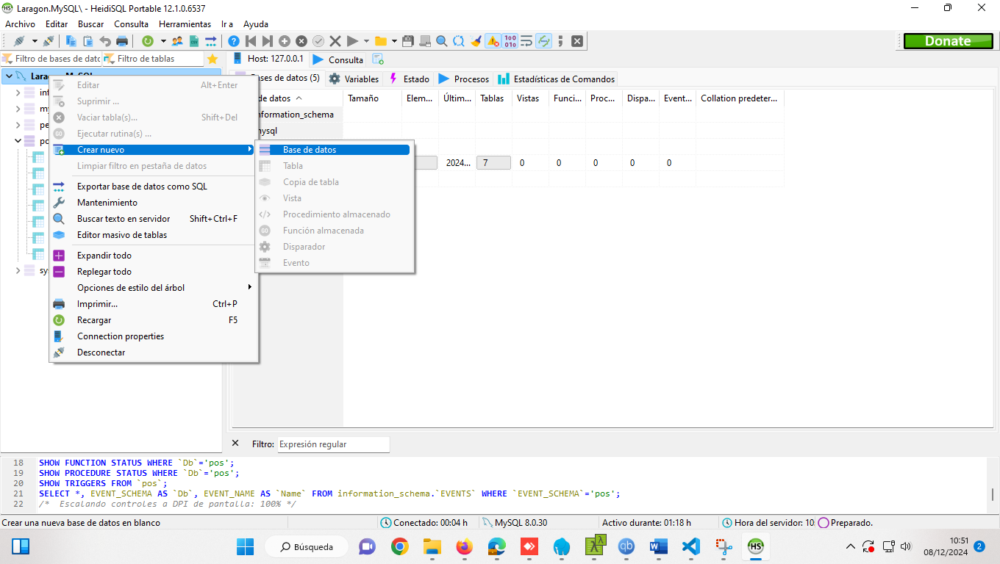 Laragon.MySQL\ - HeidiSQL Portable 12.1.0.6537
Archivo Editar Buscar Consulta Herramientas Ir a Ayuda
Donate
Filtro de bases de datc Filtro de tablas Host: 127.0.0.1 Consulta
Bases de datos (5) Variables Estado Procesos Estadísticas de Comandos
de datos Tamaño Elem... Últim... Tablas Vistas Funci... Proc... Dispa... Event... Collation predeter...
nformation_schema
mysql
2024... 7 0 0 0 0 0
Editar Alt+Enter
Suprimir ...
Vaciar tabla(s)... Shift+Del
Ejecutar rutina(s) ...
Crear nuevo
Limpiar filtro en pestaña de datos
Exportar base de datos como SQL
Mantenimiento
Buscar texto en servidor Shift+Ctrl+F
Editor masivo de tablas
Expandir todo
Replegar todo
Opciones de estilo del árbol
Imprimir... Ctrl+P
Recargar F5
Connection properties
Desconectar
Base de datos
Tabla
Copia de tabla
Vista
Procedimiento almacenado
Función almacenada
Disparador
Evento
Filtro: Expresión regular
18 SHOW FUNCTION STATUS WHERE `Db`='pos';
19 SHOW PROCEDURE STATUS WHERE `Db`='pos';
20 SHOW TRIGGERS FROM `pos`;
21 SELECT *, EVENT_SCHEMA AS `Db`, EVENT_NAME AS `Name` FROM information_schema.`EVENTS` WHERE `EVENT_SCHEMA`='pos';
22 /* Escalando controles a DPI de pantalla: 100% */
Crear una nueva base de datos en blanco Conectado: 00:04 h MySQL 8.0.30 Activo durante: 01:18 h Hora del servidor: 10 Preparado.
Búsqueda
10:51
08/12/2024
2